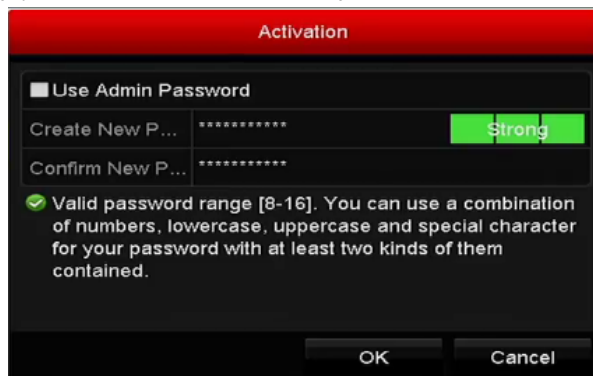 Activation
Use Admin Password
Create New P... *********** Strong
Confirm New P... ***********
Valid password range [8-16]. You can use a combination
of numbers, lowercase, uppercase and special character
for your password with at least two kinds of them
contained.
OK Cancel